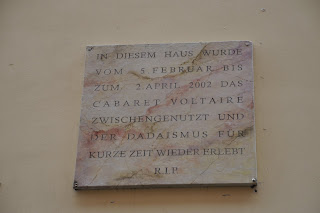 IN DIESEM HAUS WURDE
VOM 5.FEBRUAR BIS
ZUM 2.APRIL 2002 DAS
CABARET VOLTAIRE
ZWISCHENGENUTZT UND
DER DADAISMUS FÜR
KURZE ZEIT WIEDER ERLEBT
R.I.P.